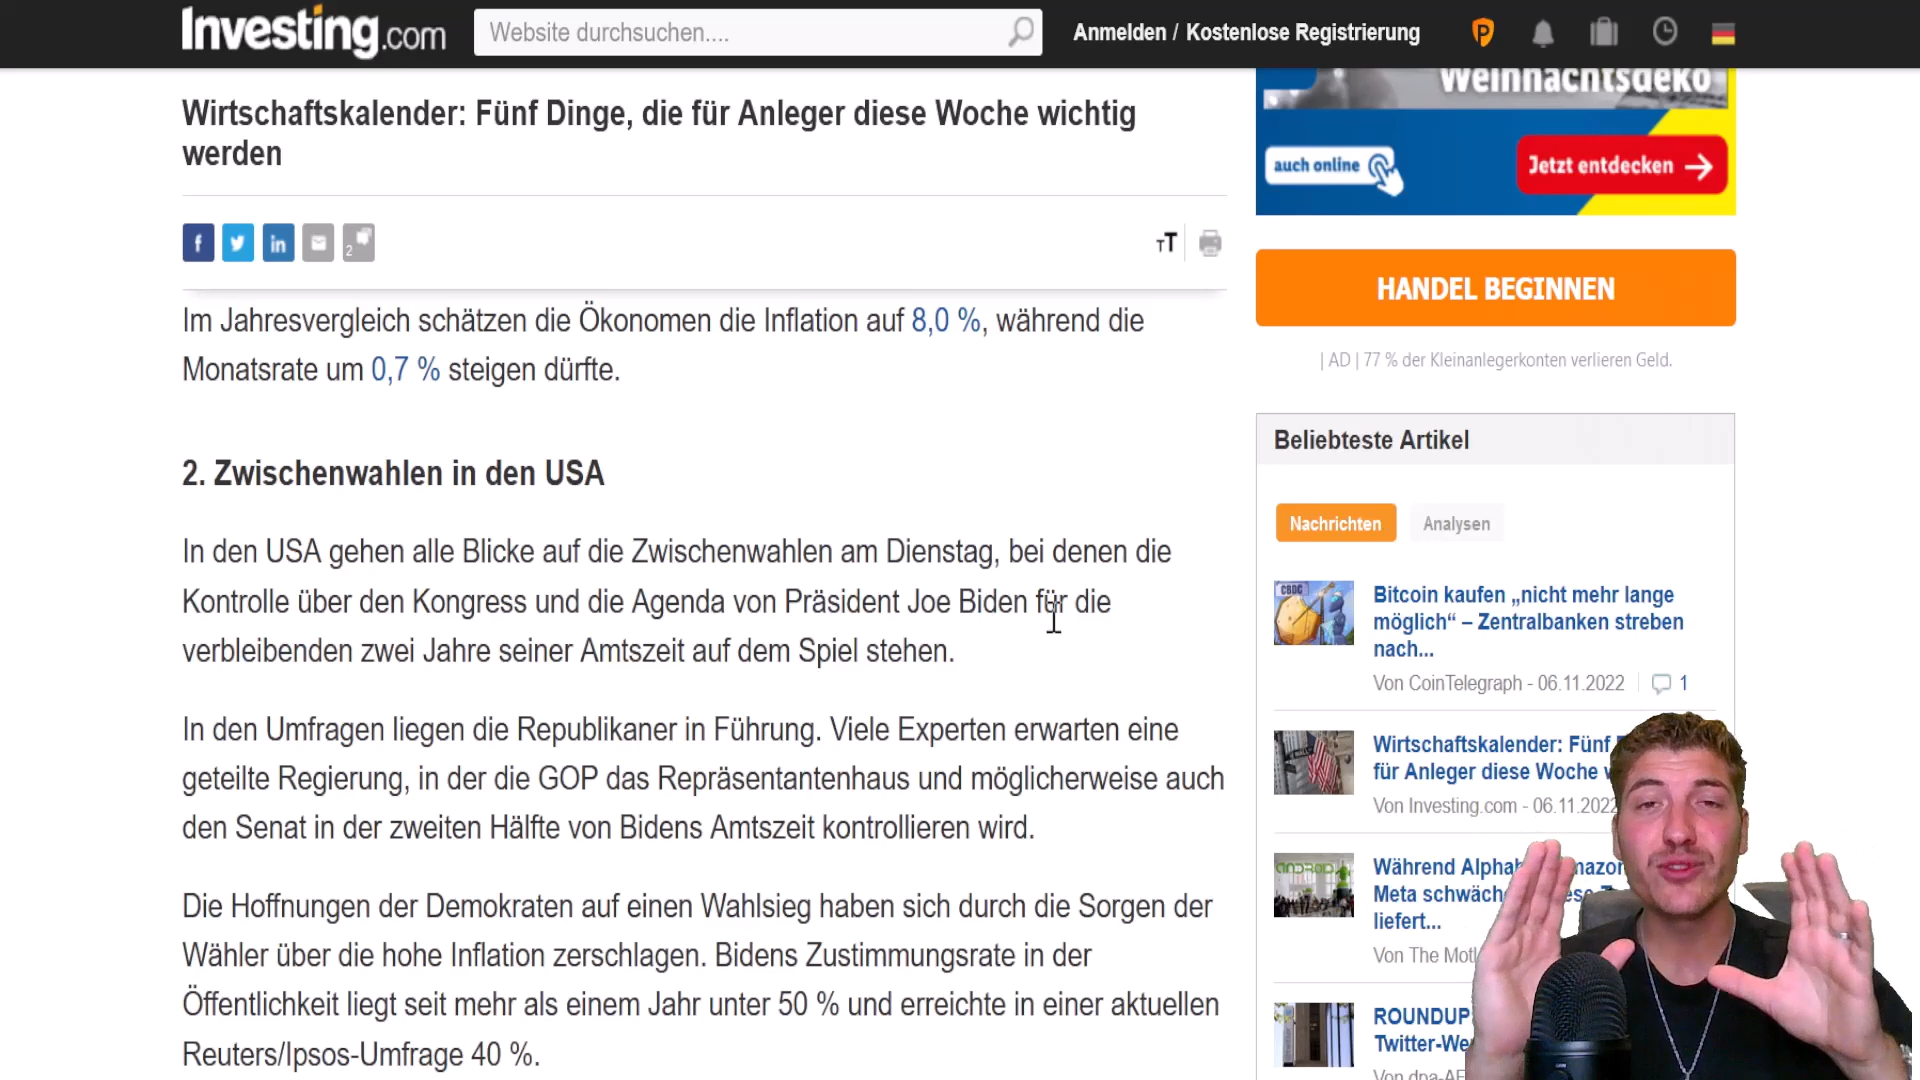 Investing.com
Website durchsuchen....
Anmelden / Kostenlose Registrierung
Weihnachtsdeko
auch online
Jetzt entdecken
Wirtschaftskalender: Fünf Dinge, die für Anleger diese Woche wichtig
werden
f
in
2
TT
HANDEL BEGINNEN
| AD | 77 % der Kleinanlegerkonten verlieren Geld.
Im Jahresvergleich schätzen die Ökonomen die Inflation auf 8,0 %, während die
Monatsrate um 0,7 % steigen dürfte.
2. Zwischenwahlen in den USA
In den USA gehen alle Blicke auf die Zwischenwahlen am Dienstag, bei denen die
Kontrolle über den Kongress und die Agenda von Präsident Joe Biden für die
verbleibenden zwei Jahre seiner Amtszeit auf dem Spiel stehen.
In den Umfragen liegen die Republikaner in Führung. Viele Experten erwarten eine
geteilte Regierung, in der die GOP das Repräsentantenhaus und möglicherweise auch
den Senat in der zweiten Hälfte von Bidens Amtszeit kontrollieren wird.
Die Hoffnungen der Demokraten auf einen Wahlsieg haben sich durch die Sorgen der
Wähler über die hohe Inflation zerschlagen. Bidens Zustimmungsrate in der
Öffentlichkeit liegt seit mehr als einem Jahr unter 50 % und erreichte in einer aktuellen
Reuters/Ipsos-Umfrage 40 %.
Beliebteste Artikel
Nachrichten
Analysen
CBDC
Bitcoin kaufen „nicht mehr lange
möglich“ – Zentralbanken streben
nach...
Von CoinTelegraph - 06.11.2022
1
Wirtschaftskalender: Fünf
für Anleger diese Woche
Von Investing.com - 06.11.2022
Während
Meta
liefert...
Von The
ROUNDUP
Von